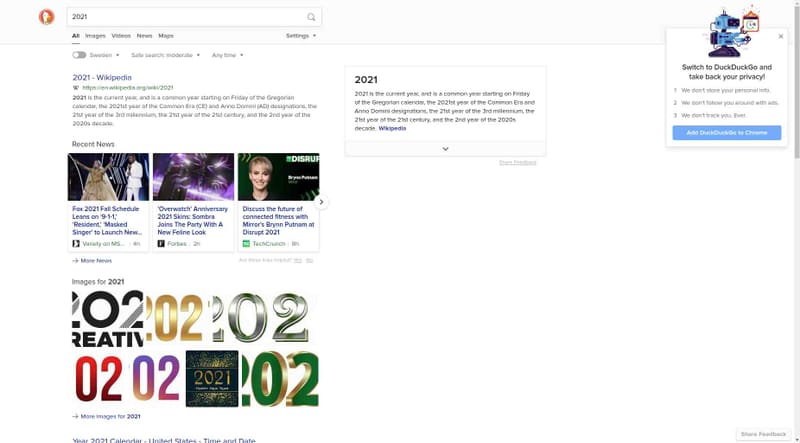 2021
All Images Videos News Maps
Settings
Sweden
Safe search: moderate
Any time
2021 - Wikipedia
W https://en.wikipedia.org/wiki/2021
2021 is the current year, and is a common year starting on Friday of the Gregorian
calendar, the 2021st year of the Common Era (CE) and Anno Domini (AD) designations, the
21st year of the 3rd millennium, the 21st year of the 21st century, and the 2nd year of the
2020s decade.
Recent News
DISRUP
Brynn Putnam
Fox 2021 Fall Schedule
Leans on '9-1-1,'
'Resident,' 'Masked
Singer' to Launch New...
Variety on MS... · 4h
'Overwatch' Anniversary
2021 Skins: Sombra
Joins The Party With A
New Feline Look
Forbes · 2h
Discuss the future of
connected fitness with
Mirror's Brynn Putnam at
Disrupt 2021
TechCrunch · 8h
→ More News
Are these links helpful? Yes No
Images for 2021
202
REATIV
202
202
02
02
2021
202
→ More Images for 2021
Year 2021 Calendar - United States - Time and Date
2021
2021 is the current year, and is a common year starting on Friday
of the Gregorian calendar, the 2021st year of the Common Era and
Anno Domini designations, the 21st year of the 3rd millennium, the
21st year of the 21st century, and the 2nd year of the 2020s
decade. Wikipedia
Share Feedback
Switch to DuckDuckGo and
take back your privacy!
1 We don't store your personal info.
2 We don't follow you around with ads.
3 We don't track you. Ever.
Add DuckDuckGo to Chrome
Share Feedback